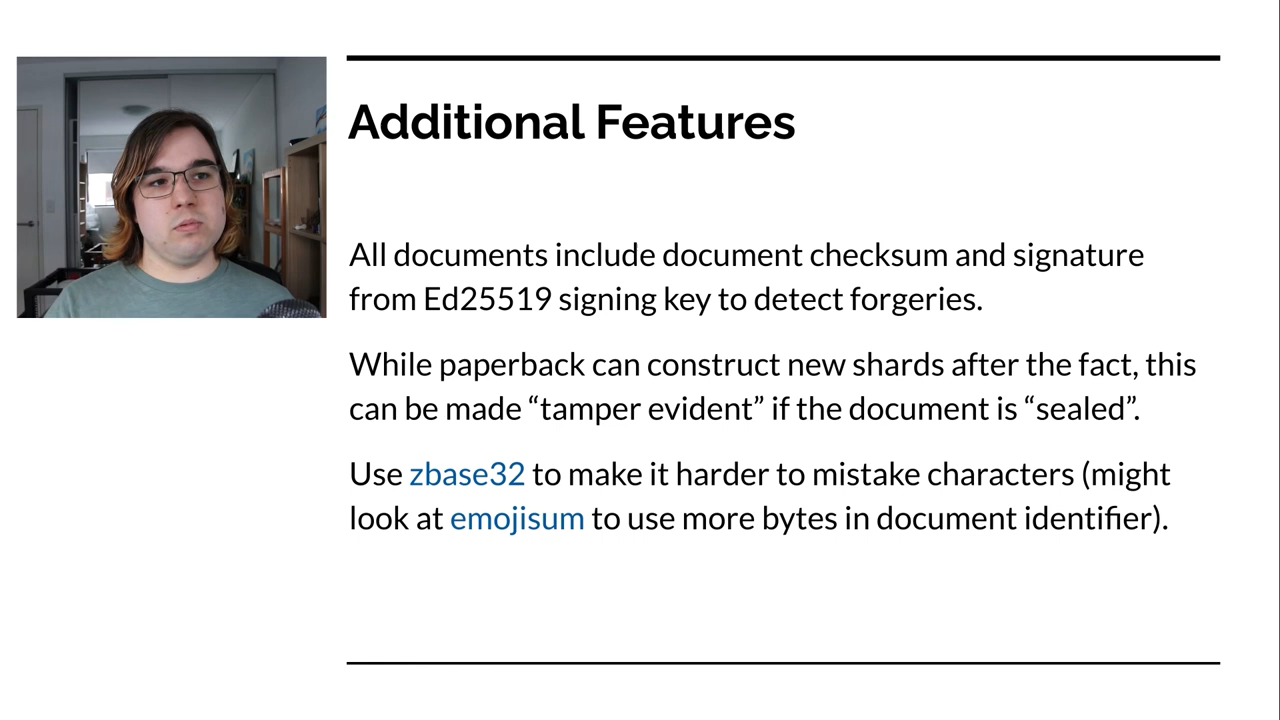 Additional Features
All documents include document checksum and signature
from Ed25519 signing key to detect forgeries.
While paperback can construct new shards after the fact, this
can be made “tamper evident” if the document is “sealed”.
Use zbase32 to make it harder to mistake characters (might
look at emojisum to use more bytes in document identifier).